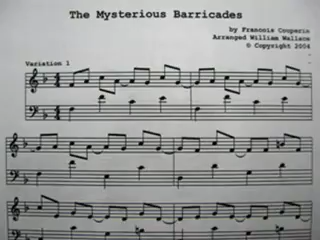 The Mysterious Barricades
by Francois Couperin
Arranged William Wallace
© Copyright 2004
Variation 1